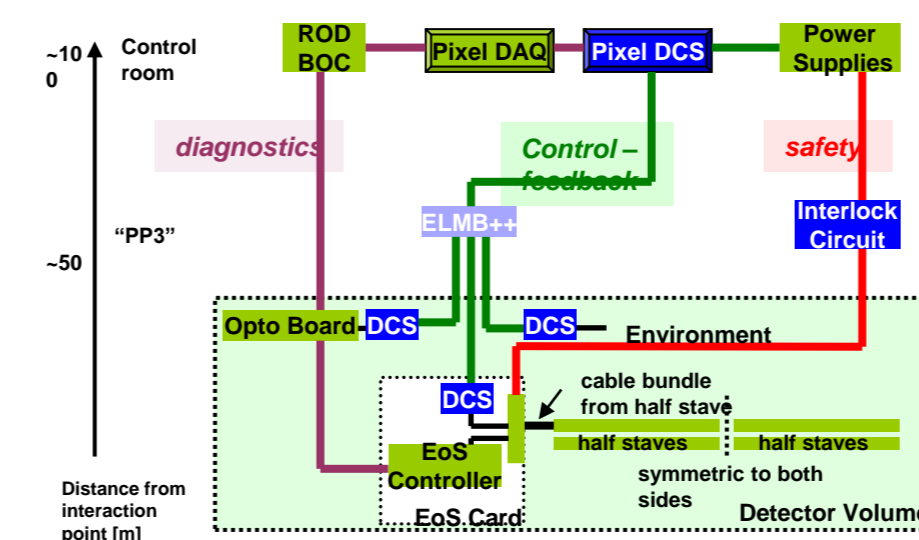 ~10
0
Control
room
ROD
BOC
Pixel DAQ
Pixel DCS
Power
Supplies
diagnostics
Control –
feedback
safety
ELMB++
Interlock
Circuit
“PP3”
~50
Opto Board
DCS
DCS
Environment
DCS
cable bundle
from half stave
half staves
half staves
EoS
Controller
symmetric to both
sides
EoS Card
Detector Volume
Distance from
interaction
point [m]